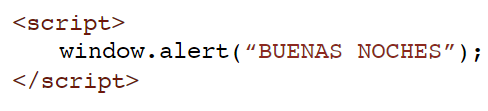 <script>
window.alert(“BUENAS NOCHES”);
</script>